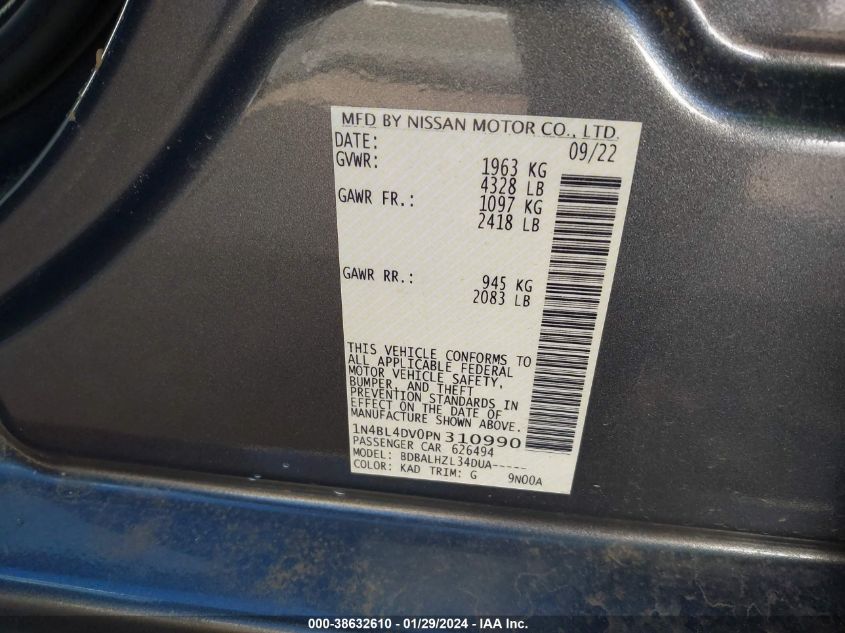 MFD BY NISSAN MOTOR CO., LTD.
DATE: 09/22
GVWR: 1963 KG
4328 LB
GAWR FR.: 1097 KG
2418 LB
GAWR RR.: 945 KG
2083 LB
THIS VEHICLE CONFORMS TO
ALL APPLICABLE FEDERAL
MOTOR VEHICLE SAFETY,
BUMPER, AND THEFT
PREVENTION STANDARDS IN
EFFECT ON THE DATE OF
MANUFACTURE SHOWN ABOVE.
1N4BL4DV0PN310990
PASSENGER CAR 626494
MODEL: BDBALHZL34DUA-----
COLOR: KAD TRIM: G 9N00A
000-38632610 - 01/29/2024 - IAA Inc.